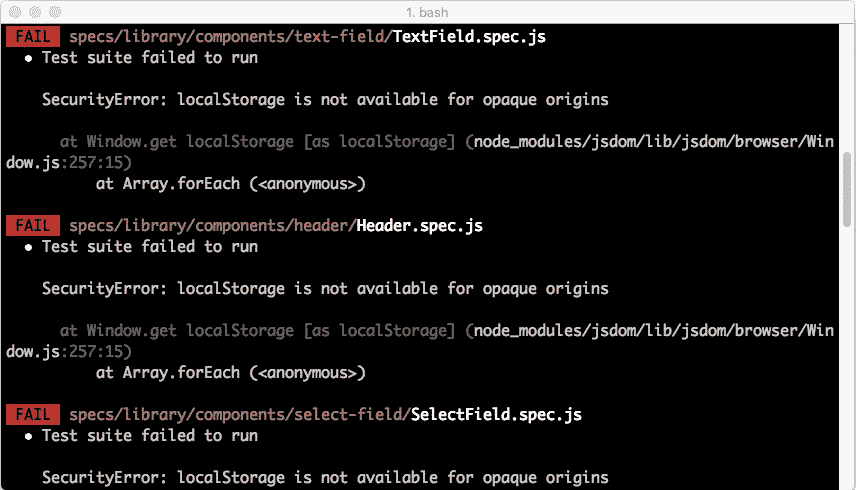 1. bash
FAIL specs/library/components/text-field/TextField.spec.js
● Test suite failed to run
SecurityError: localStorage is not available for opaque origins
at Window.get localStorage [as localStorage] (node_modules/jsdom/lib/jsdom/browser/Win
dow.js:257:15)
at Array.forEach (<anonymous>)
FAIL specs/library/components/header/Header.spec.js
● Test suite failed to run
SecurityError: localStorage is not available for opaque origins
at Window.get localStorage [as localStorage] (node_modules/jsdom/lib/jsdom/browser/Win
dow.js:257:15)
at Array.forEach (<anonymous>)
FAIL specs/library/components/select-field/SelectField.spec.js
● Test suite failed to run
SecurityError: localStorage is not available for opaque origins